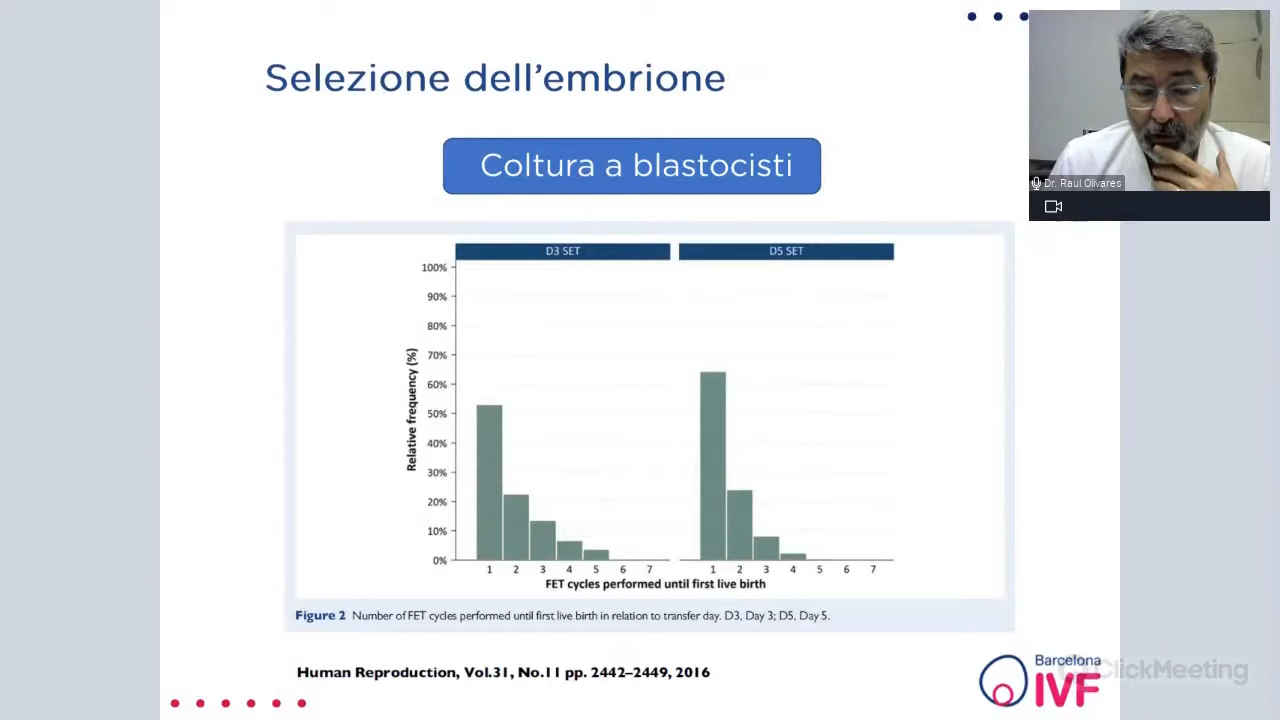 Selezione dell'embrione
Coltura a blastocisti
Dr. Raul Olivares
D3 SET
D5 SET
100%
90%
80%
70%
60%
50%
40%
30%
20%
10%
0%
Relative frequency (%)
1 2 3 4 5 6 7
1 2 3 4 5 6 7
FET cycles performed until first live birth
Figure 2 Number of FET cycles performed until first live birth in relation to transfer day. D3, Day 3; D5, Day 5.
Human Reproduction, Vol.31, No.11 pp. 2442–2449, 2016
Barcelona
IVF
ClickMeeting